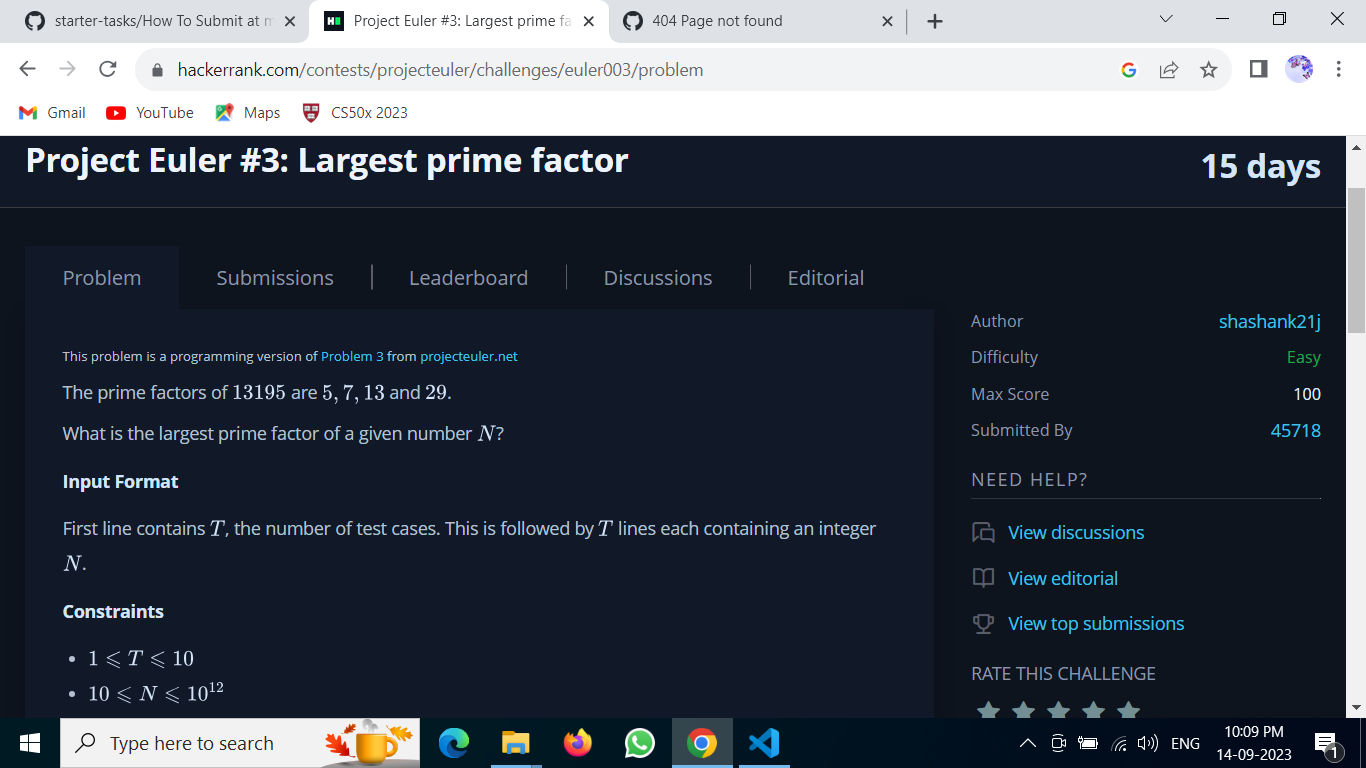 starter-tasks/How To Submit at m
Project Euler #3: Largest prime fa
404 Page not found
hackerrank.com/contests/projecteuler/challenges/euler003/problem
Gmail YouTube Maps CS50x 2023
Project Euler #3: Largest prime factor
15 days
Problem Submissions Leaderboard Discussions Editorial
This problem is a programming version of Problem 3 from projecteuler.net
The prime factors of 13195 are 5, 7, 13 and 29.
What is the largest prime factor of a given number N?
Input Format
First line contains T, the number of test cases. This is followed by T lines each containing an integer
N.
Constraints
• 1 ⩽ T ⩽ 10
• 10 ⩽ N ⩽ 10¹²
Author shashank21j
Difficulty Easy
Max Score 100
Submitted By 45718
NEED HELP?
View discussions
View editorial
View top submissions
RATE THIS CHALLENGE
Type here to search
ENG
10:09 PM
14-09-2023
1